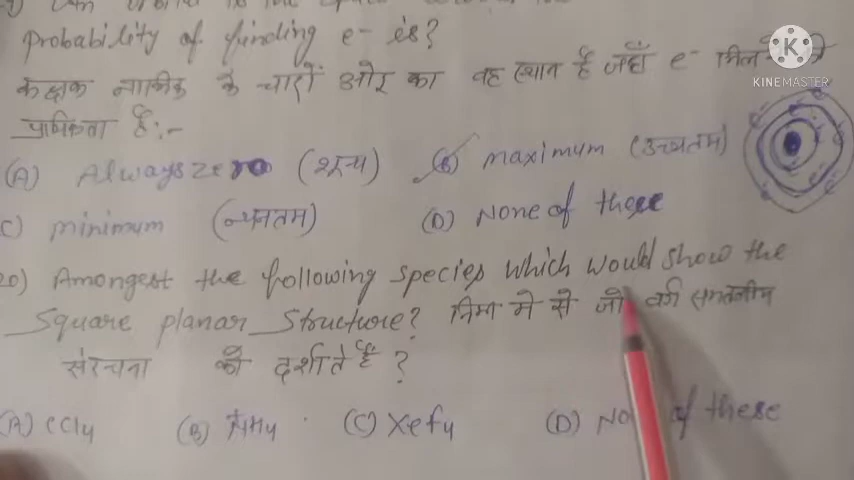 probability of finding e- is?
कक्षक नाभिक के चारों ओर का वह स्थान है जहाँ e- मिलने की
प्रायिकता है:-
(A) Always zero (शून्य) (B) maximum (उच्चतम)
C) minimum (न्यूनतम) (D) None of these
20) Amongest the following species which would show the
Square planar Structure? निम्न मे से जो वर्ग समतलीय
संरचना को दर्शाते हैं ?
(A) CCl4 (B) NH4 (C) Xef4 (D) None of these
K
KINEMASTER